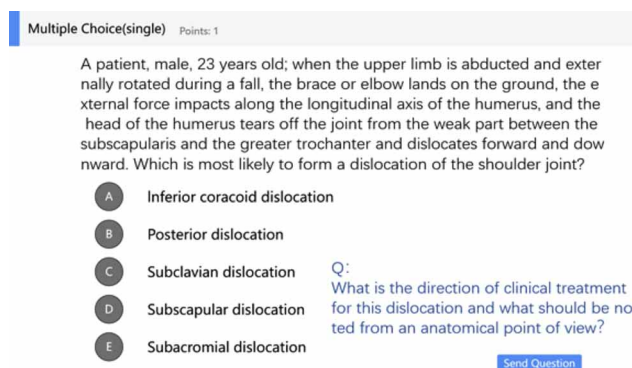 Multiple Choice(single) Points: 1
A patient, male, 23 years old; when the upper limb is abducted and exter
nally rotated during a fall, the brace or elbow lands on the ground, the e
xternal force impacts along the longitudinal axis of the humerus, and the
head of the humerus tears off the joint from the weak part between the
subscapularis and the greater trochanter and dislocates forward and dow
nward. Which is most likely to form a dislocation of the shoulder joint?
A Inferior coracoid dislocation
B Posterior dislocation
C Subclavian dislocation
D Subscapular dislocation
E Subacromial dislocation
Q:
What is the direction of clinical treatment
for this dislocation and what should be no
ted from an anatomical point of view?
Send Question